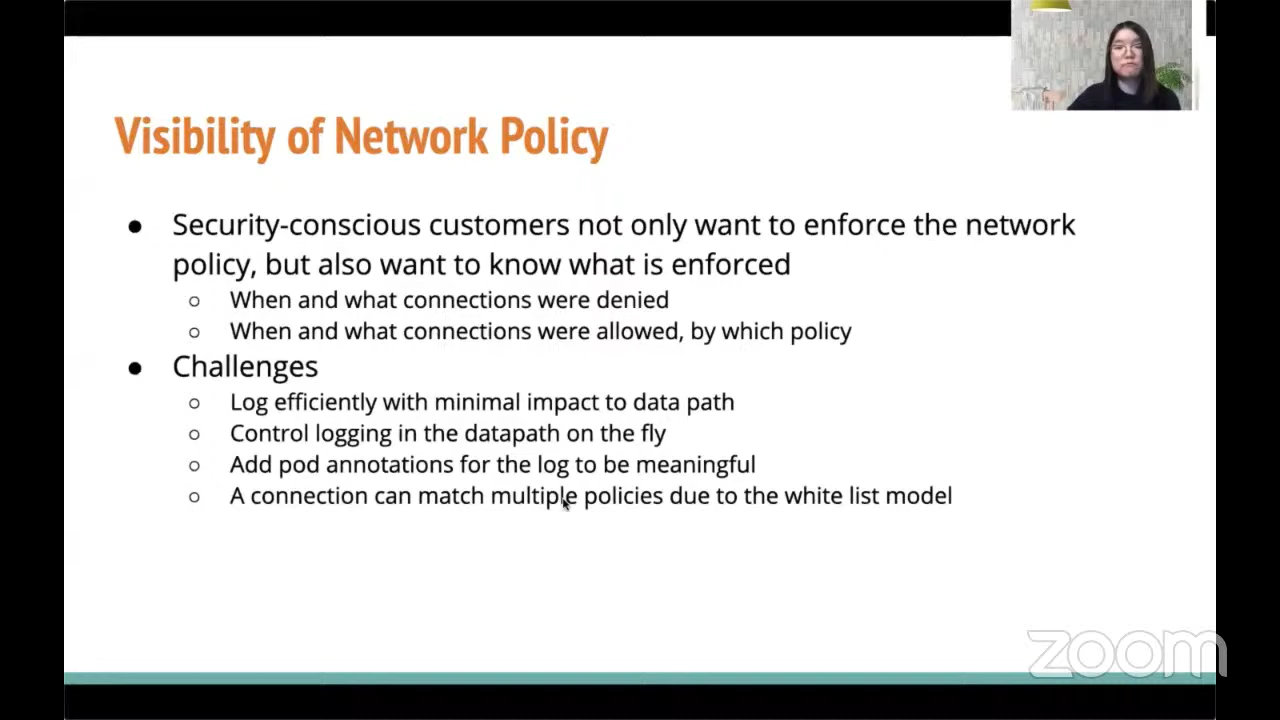 Visibility of Network Policy
● Security-conscious customers not only want to enforce the network
policy, but also want to know what is enforced
○ When and what connections were denied
○ When and what connections were allowed, by which policy
● Challenges
○ Log efficiently with minimal impact to data path
○ Control logging in the datapath on the fly
○ Add pod annotations for the log to be meaningful
○ A connection can match multiple policies due to the white list model
zoom